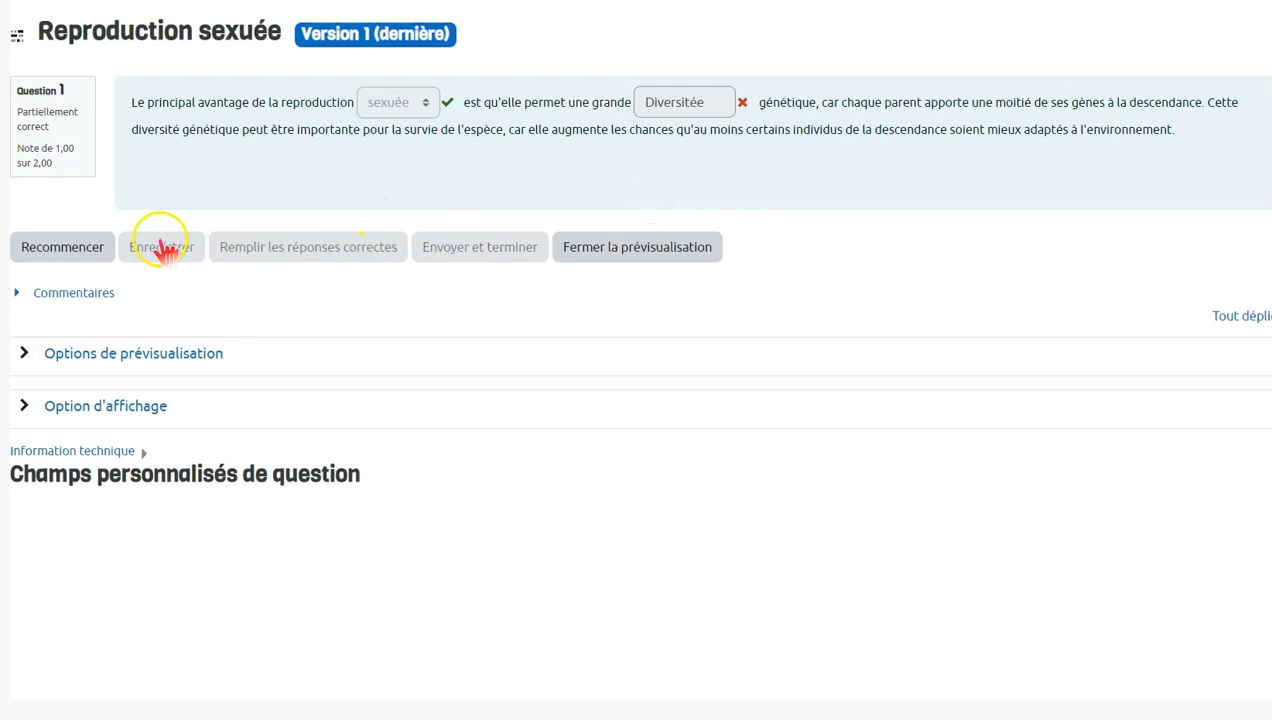 Reproduction sexuée Version 1 (dernière)
Question 1
Partiellement
correct
Note de 1,00
sur 2,00
Le principal avantage de la reproduction sexuée est qu'elle permet une grande Diversitée génétique, car chaque parent apporte une moitié de ses gènes à la descendance. Cette
diversité génétique peut être importante pour la survie de l'espèce, car elle augmente les chances qu'au moins certains individus de la descendance soient mieux adaptés à l'environnement.
Recommencer Enregistrer Remplir les réponses correctes Envoyer et terminer Fermer la prévisualisation
Commentaires
Tout dépli
Options de prévisualisation
Option d'affichage
Information technique
Champs personnalisés de question